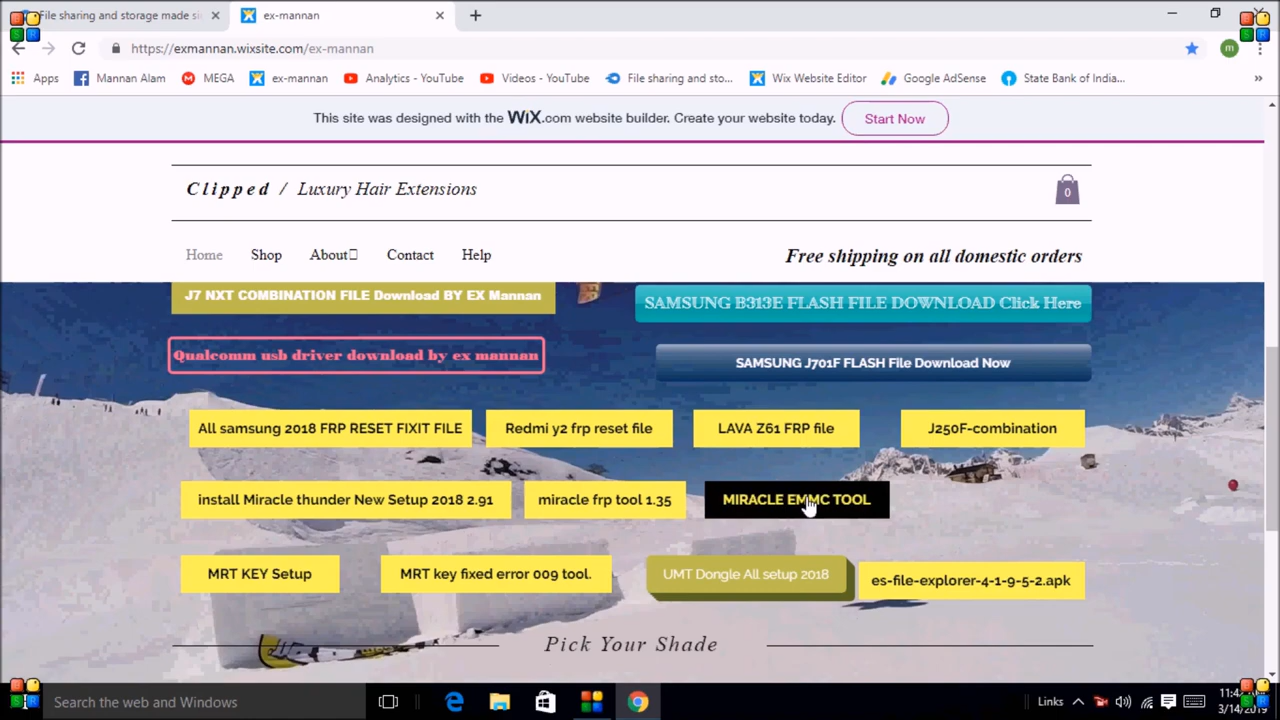 File sharing and storage made si
ex-mannan
https://exmannan.wixsite.com/ex-mannan
m
Apps
Mannan Alam
MEGA
ex-mannan
Analytics - YouTube
Videos - YouTube
File sharing and sto...
Wix Website Editor
Google AdSense
State Bank of India...
This site was designed with the WiX.com website builder. Create your website today.
Start Now
Clipped / Luxury Hair Extensions
0
Home
Shop
About
Contact
Help
Free shipping on all domestic orders
J7 NXT COMBINATION FILE Download BY EX Mannan
SAMSUNG B313E FLASH FILE DOWNLOAD Click Here
Qualcomm usb driver download by ex mannan
SAMSUNG J701F FLASH File Download Now
All samsung 2018 FRP RESET FIXIT FILE
Redmi y2 frp reset file
LAVA Z61 FRP file
J250F-combination
install Miracle thunder New Setup 2018 2.91
miracle frp tool 1.35
MIRACLE EMMC TOOL
MRT KEY Setup
MRT key fixed error 009 tool.
UMT Dongle All setup 2018
es-file-explorer-4-1-9-5-2.apk
Pick Your Shade
Search the web and Windows
Links
3/14/2019